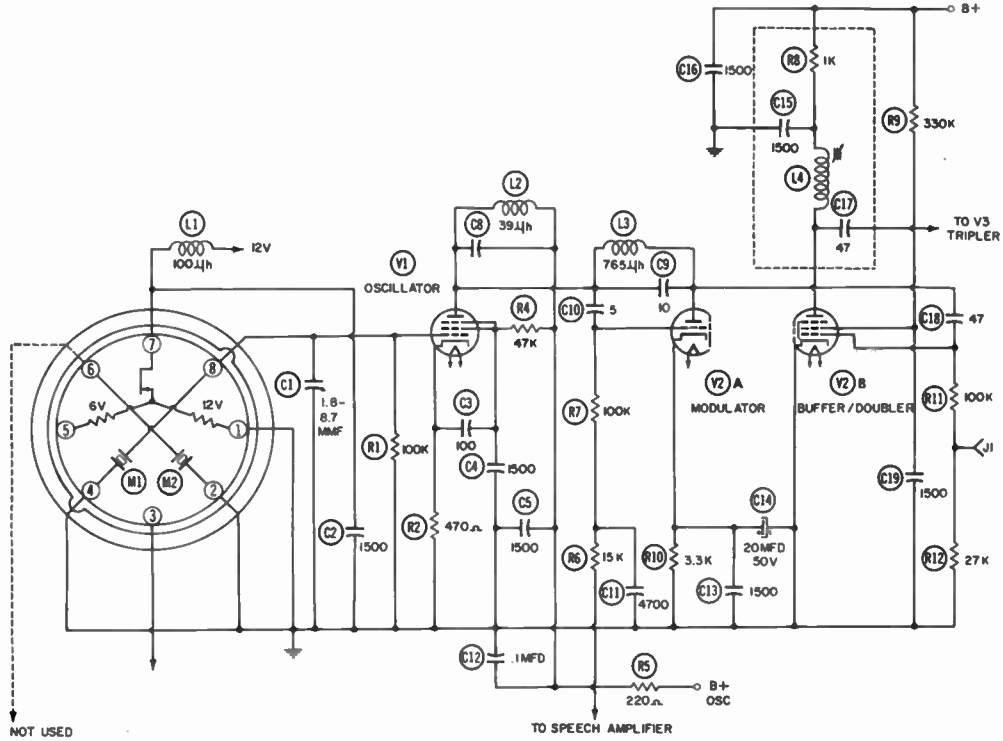 B+
R8
1K
C16
1500
C15
1500
R9
330K
L4
C17
47
TO V3
TRIPLER
L1
100µh
12V
L2
39µh
C8
V1
OSCILLATOR
L3
765µh
C9
10
C10
5
R4
47K
C18
47
7
6
8
C1
1.8-
8.7
MMF
6V
12V
5
1
M1
M2
4
2
3
R1
100K
C3
100
C4
1500
R7
100K
V2 A
MODULATOR
V2 B
BUFFER/DOUBLER
R11
100K
J1
C2
1500
R2
470Ω
C5
1500
R6
15K
C11
4700
R10
3.3K
C14
20MFD
50V
C13
1500
C19
1500
R12
27K
C12
.1MFD
R5
220Ω
B+
OSC
NOT USED
TO SPEECH AMPLIFIER